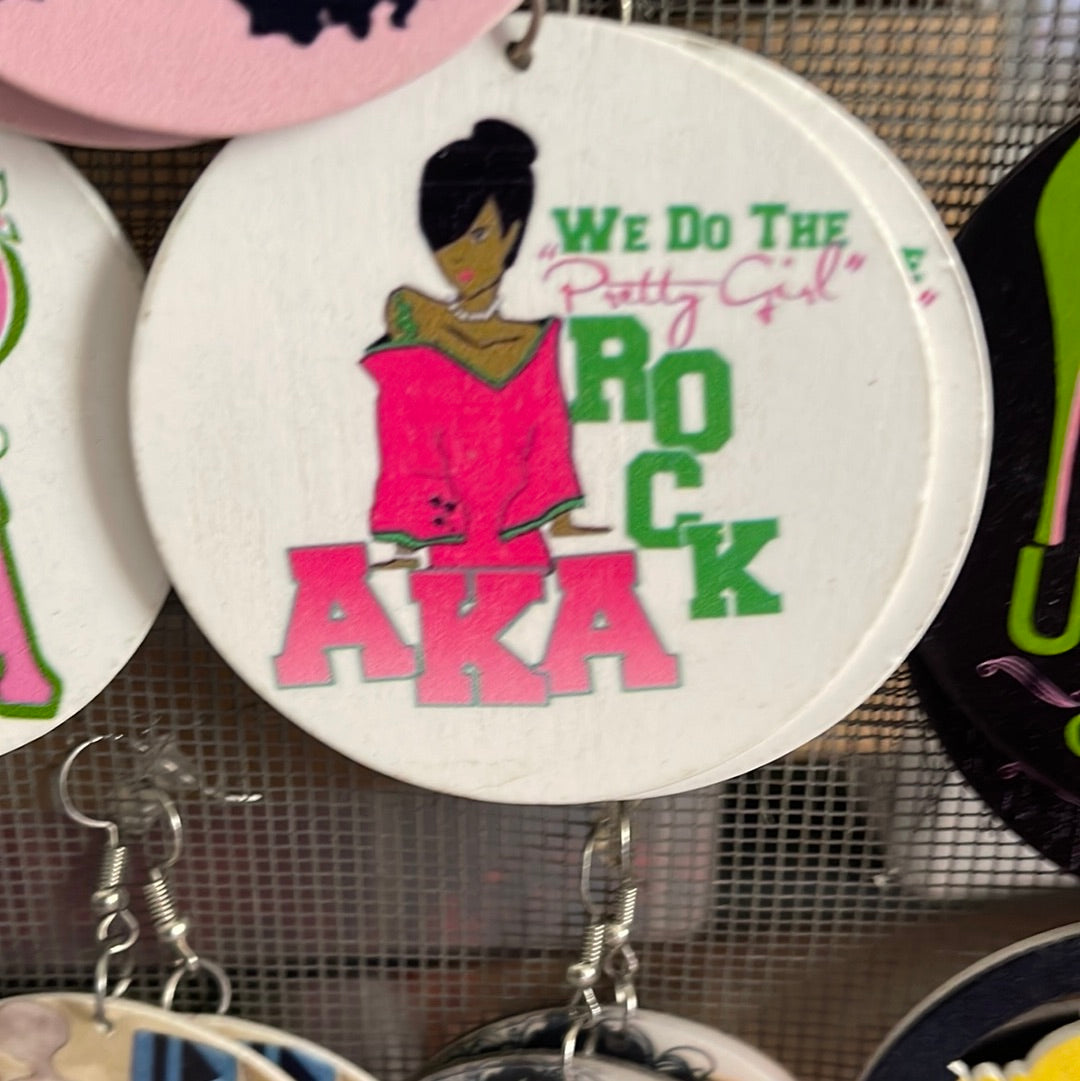 We Do The
"Pretty Girl"
ROCK
AKA